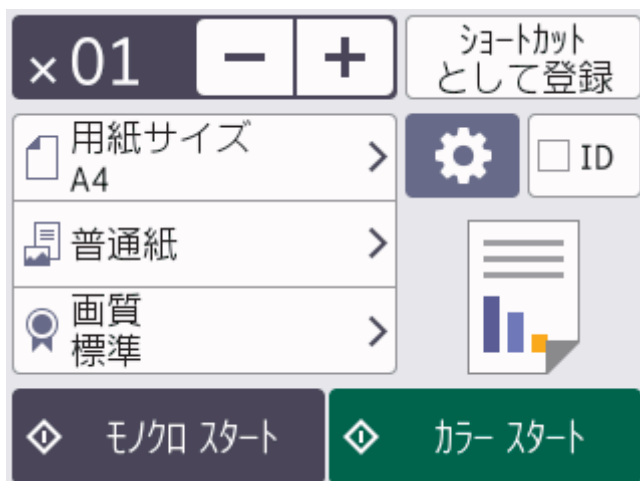 ×01
ショートカット
として登録
用紙サイズ
A4
ID
普通紙
画質
標準
モノクロ スタート
カラー スタート